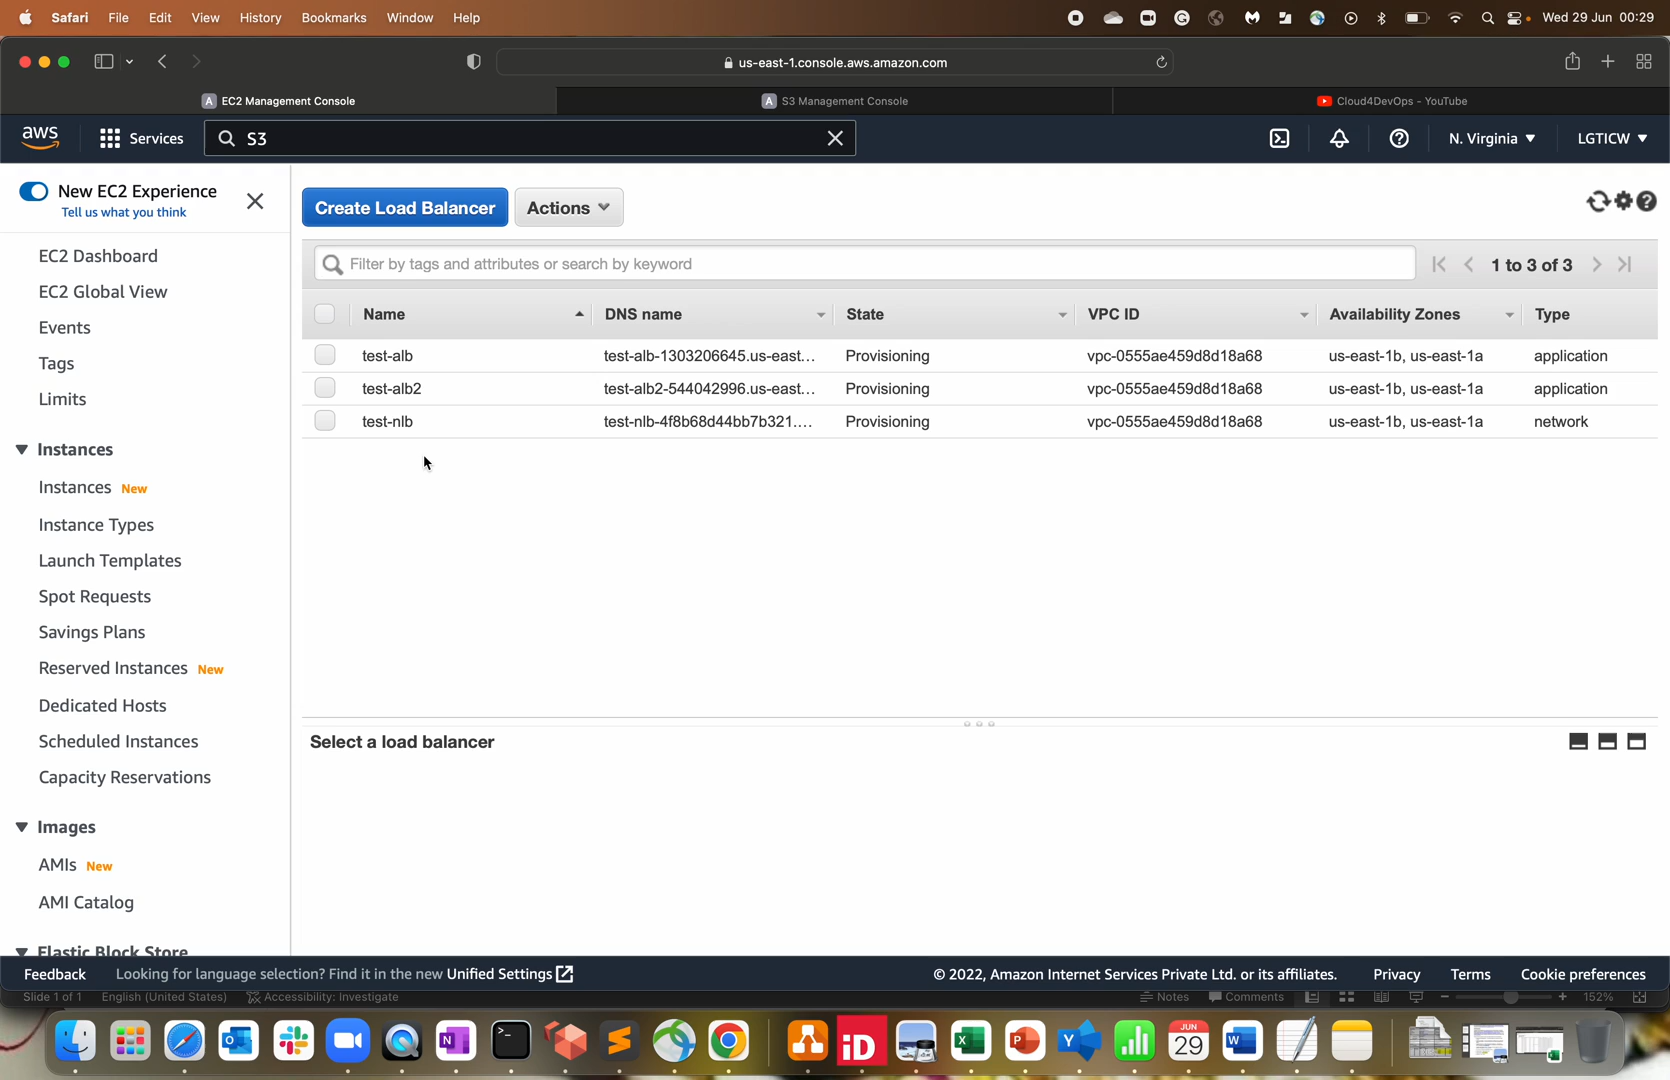 Safari File Edit View History Bookmarks Window Help Wed 29 Jun 00:29
us-east-1.console.aws.amazon.com
A EC2 Management Console A S3 Management Console Cloud4DevOps - YouTube
aws Services S3 N. Virginia LGTICW
New EC2 Experience
Tell us what you think
EC2 Dashboard
EC2 Global View
Events
Tags
Limits
Instances
Instances New
Instance Types
Launch Templates
Spot Requests
Savings Plans
Reserved Instances New
Dedicated Hosts
Scheduled Instances
Capacity Reservations
Images
AMIs New
AMI Catalog
Elastic Block Store
Create Load Balancer Actions
Filter by tags and attributes or search by keyword 1 to 3 of 3
Name DNS name State VPC ID Availability Zones Type
test-alb test-alb-1303206645.us-east... Provisioning vpc-0555ae459d8d18a68 us-east-1b, us-east-1a application
test-alb2 test-alb2-544042996.us-east... Provisioning vpc-0555ae459d8d18a68 us-east-1b, us-east-1a application
test-nlb test-nlb-4f8b68d44bb7b321.... Provisioning vpc-0555ae459d8d18a68 us-east-1b, us-east-1a network
Select a load balancer
Feedback Looking for language selection? Find it in the new Unified Settings © 2022, Amazon Internet Services Private Ltd. or its affiliates. Privacy Terms Cookie preferences
Slide 1 of 1 English (United States) Accessibility: Investigate Notes Comments 152%
JUN
29